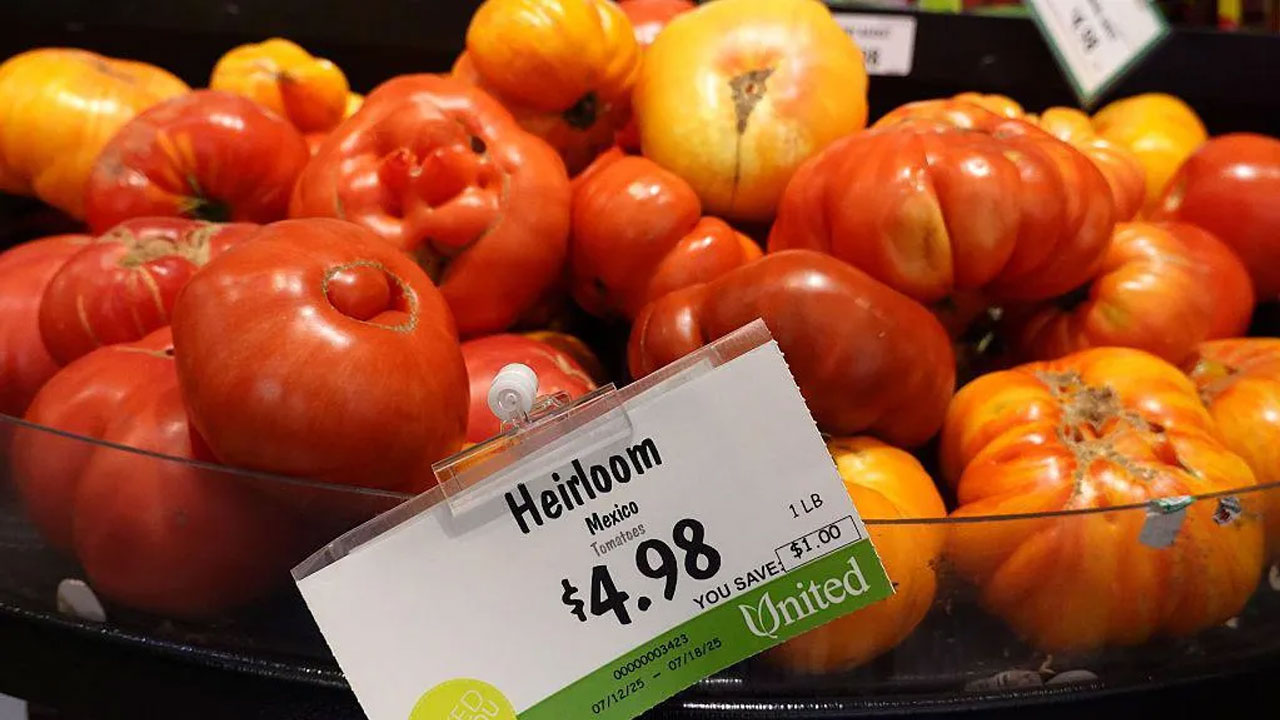 Heirloom
Mexico
Tomatoes
1 LB
$4.98
YOU SAVE: $1.00
United
00000003423
07/12/25 - 07/18/25